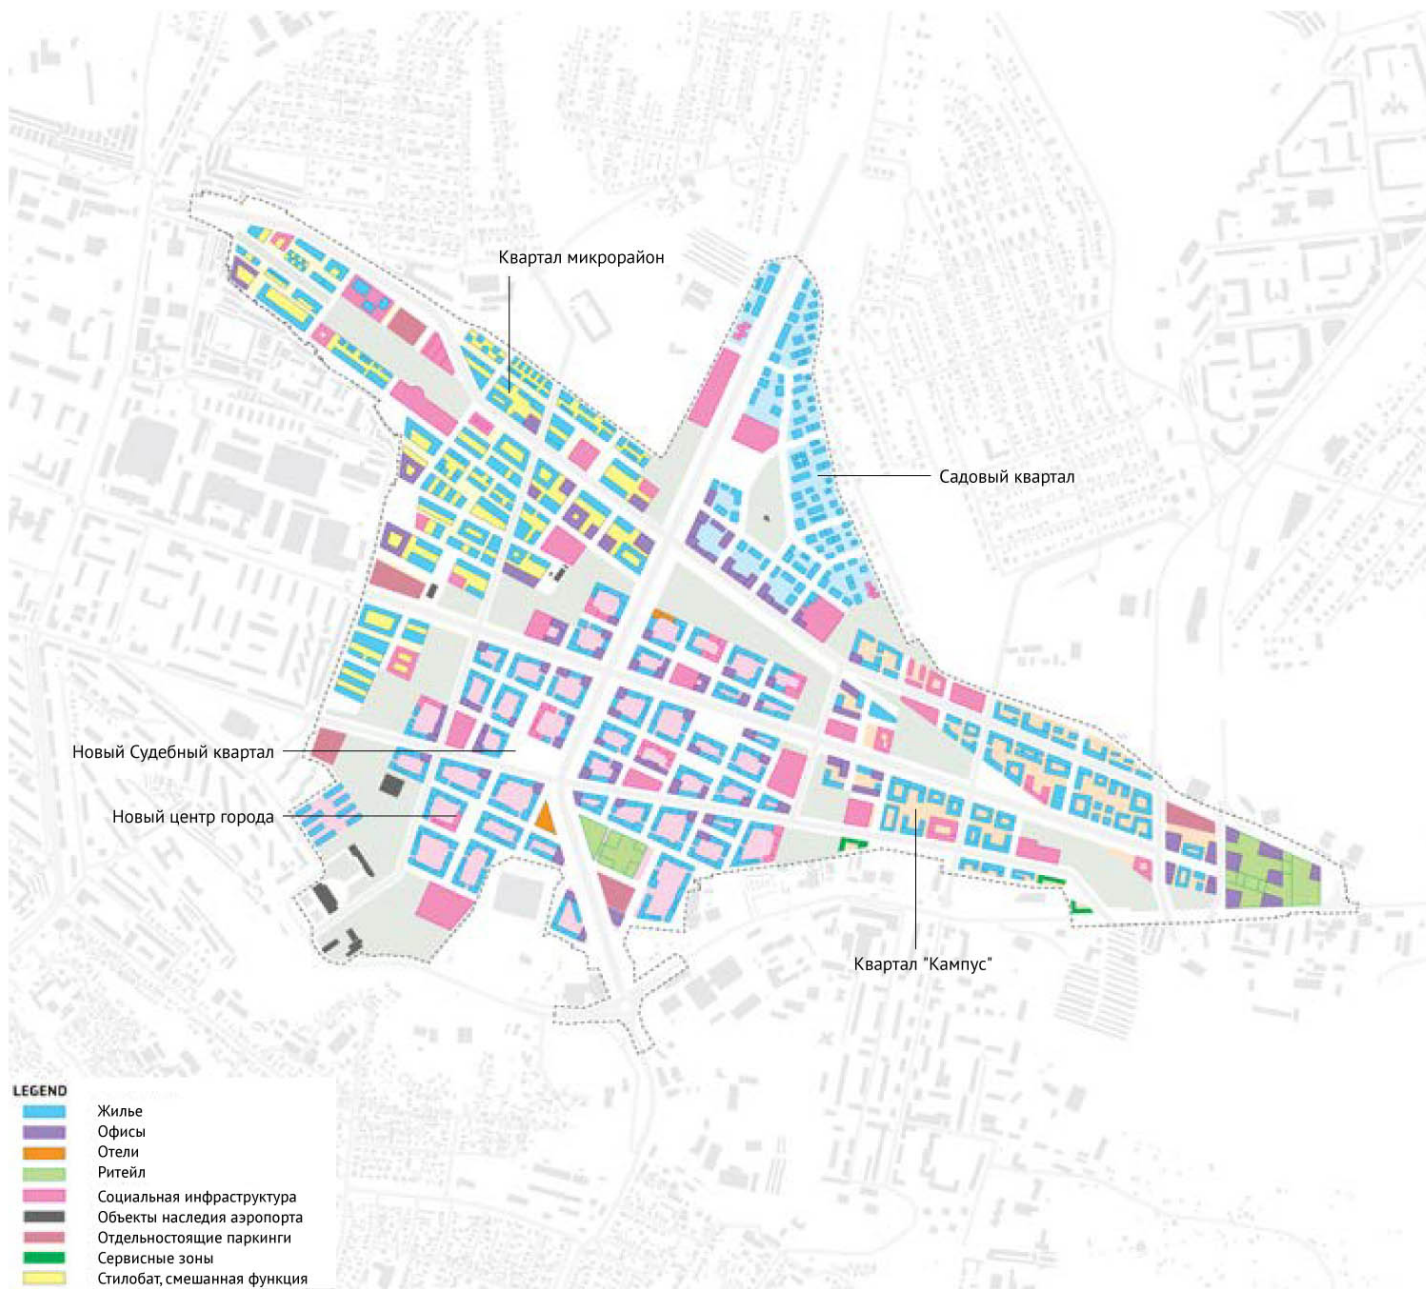 Квартал микрорайон
Садовый квартал
Новый Судебный квартал
Новый центр города
Квартал "Кампус"
LEGEND
Жилье
Офисы
Отели
Ритейл
Социальная инфраструктура
Объекты наследия аэропорта
Отдельностоящие паркинги
Сервисные зоны
Стилобат, смешанная функция